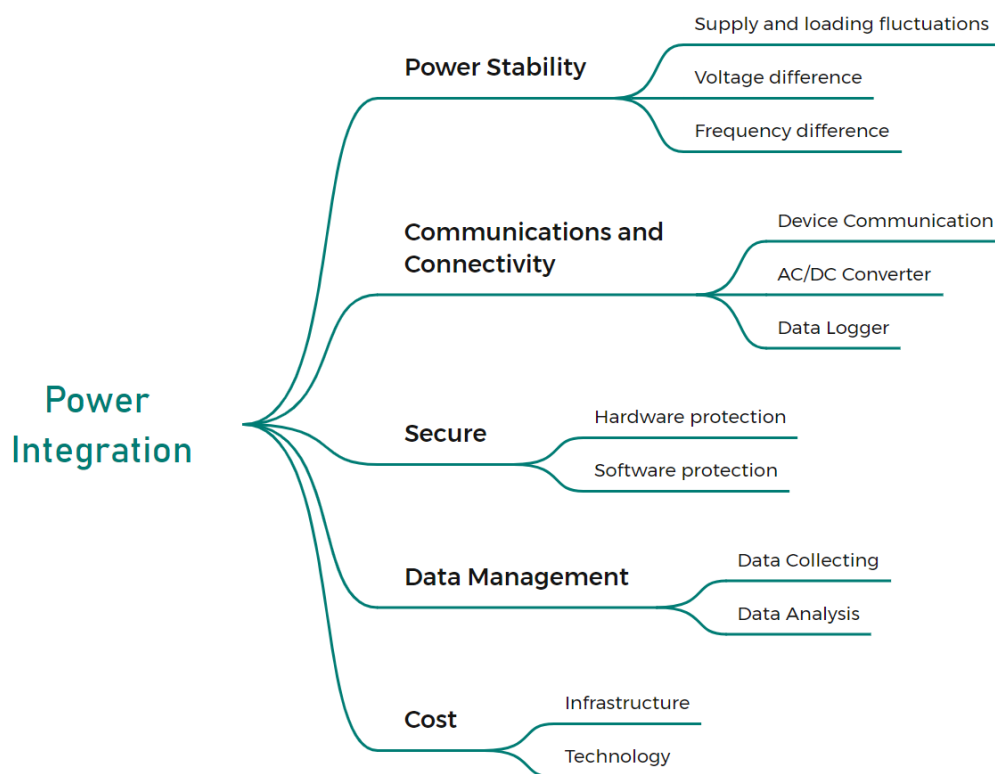 Power
Integration
Power Stability
Supply and loading fluctuations
Voltage difference
Frequency difference
Communications and
Connectivity
Device Communication
AC/DC Converter
Data Logger
Secure
Hardware protection
Software protection
Data Management
Data Collecting
Data Analysis
Cost
Infrastructure
Technology